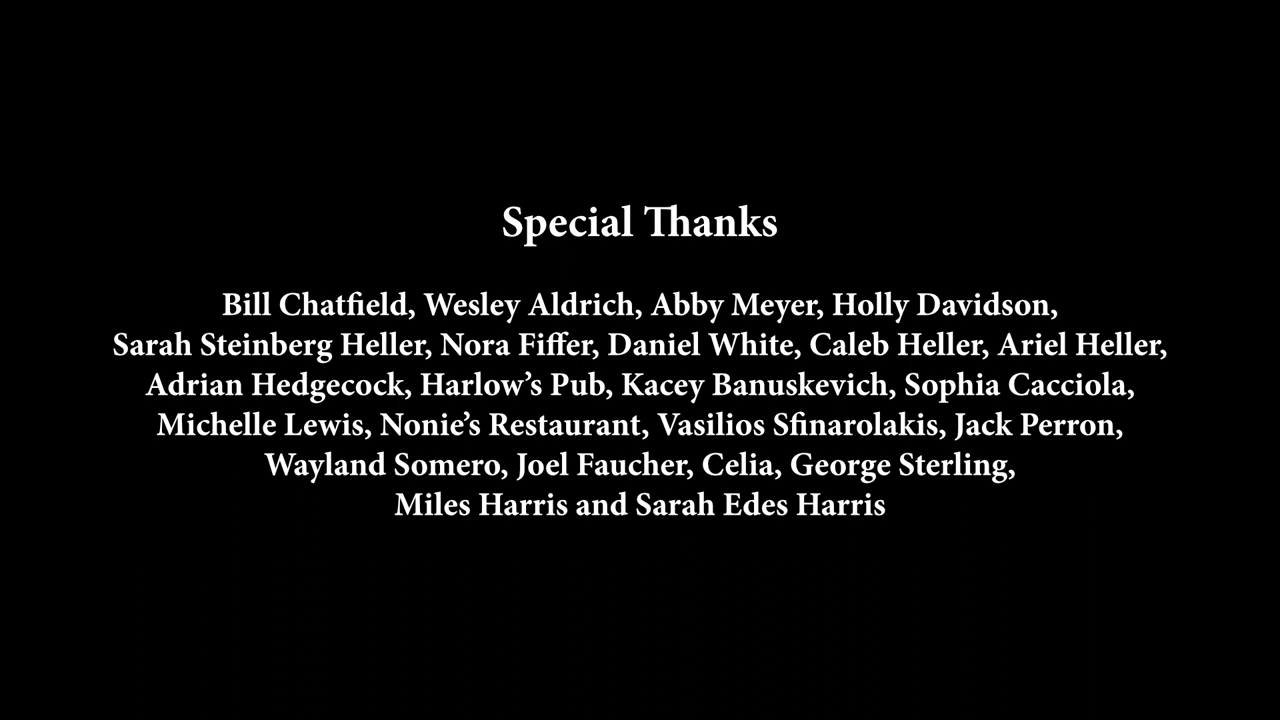 Special Thanks
Bill Chatfield, Wesley Aldrich, Abby Meyer, Holly Davidson,
Sarah Steinberg Heller, Nora Fiffer, Daniel White, Caleb Heller, Ariel Heller,
Adrian Hedgecock, Harlow’s Pub, Kacey Banuskevich, Sophia Cacciola,
Michelle Lewis, Nonie’s Restaurant, Vasilios Sfinarolakis, Jack Perron,
Wayland Somero, Joel Faucher, Celia, George Sterling,
Miles Harris and Sarah Edes Harris